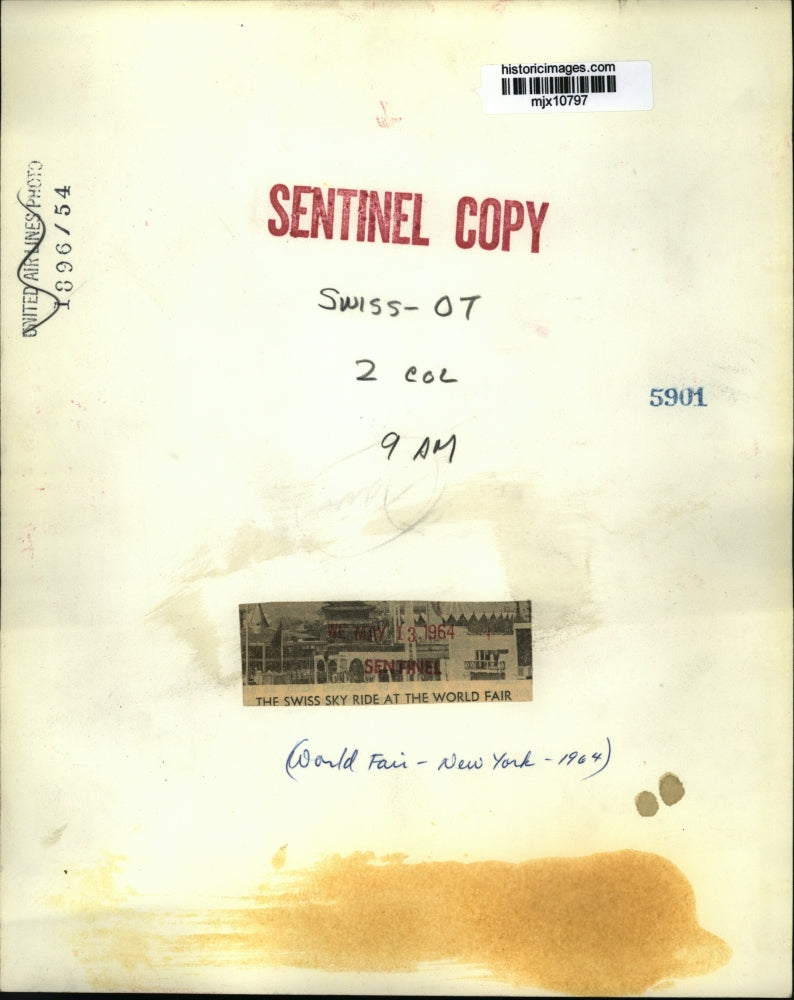 historicimages.com
mjx10797
UNITED AIR LINES PHOTO
1896/54
SENTINEL COPY
SWISS- OT
2 COL
9 AM
5901
WE MAY 13 1964
SENTINEL
THE SWISS SKY RIDE AT THE WORLD FAIR
(World Fair - New York - 1964)